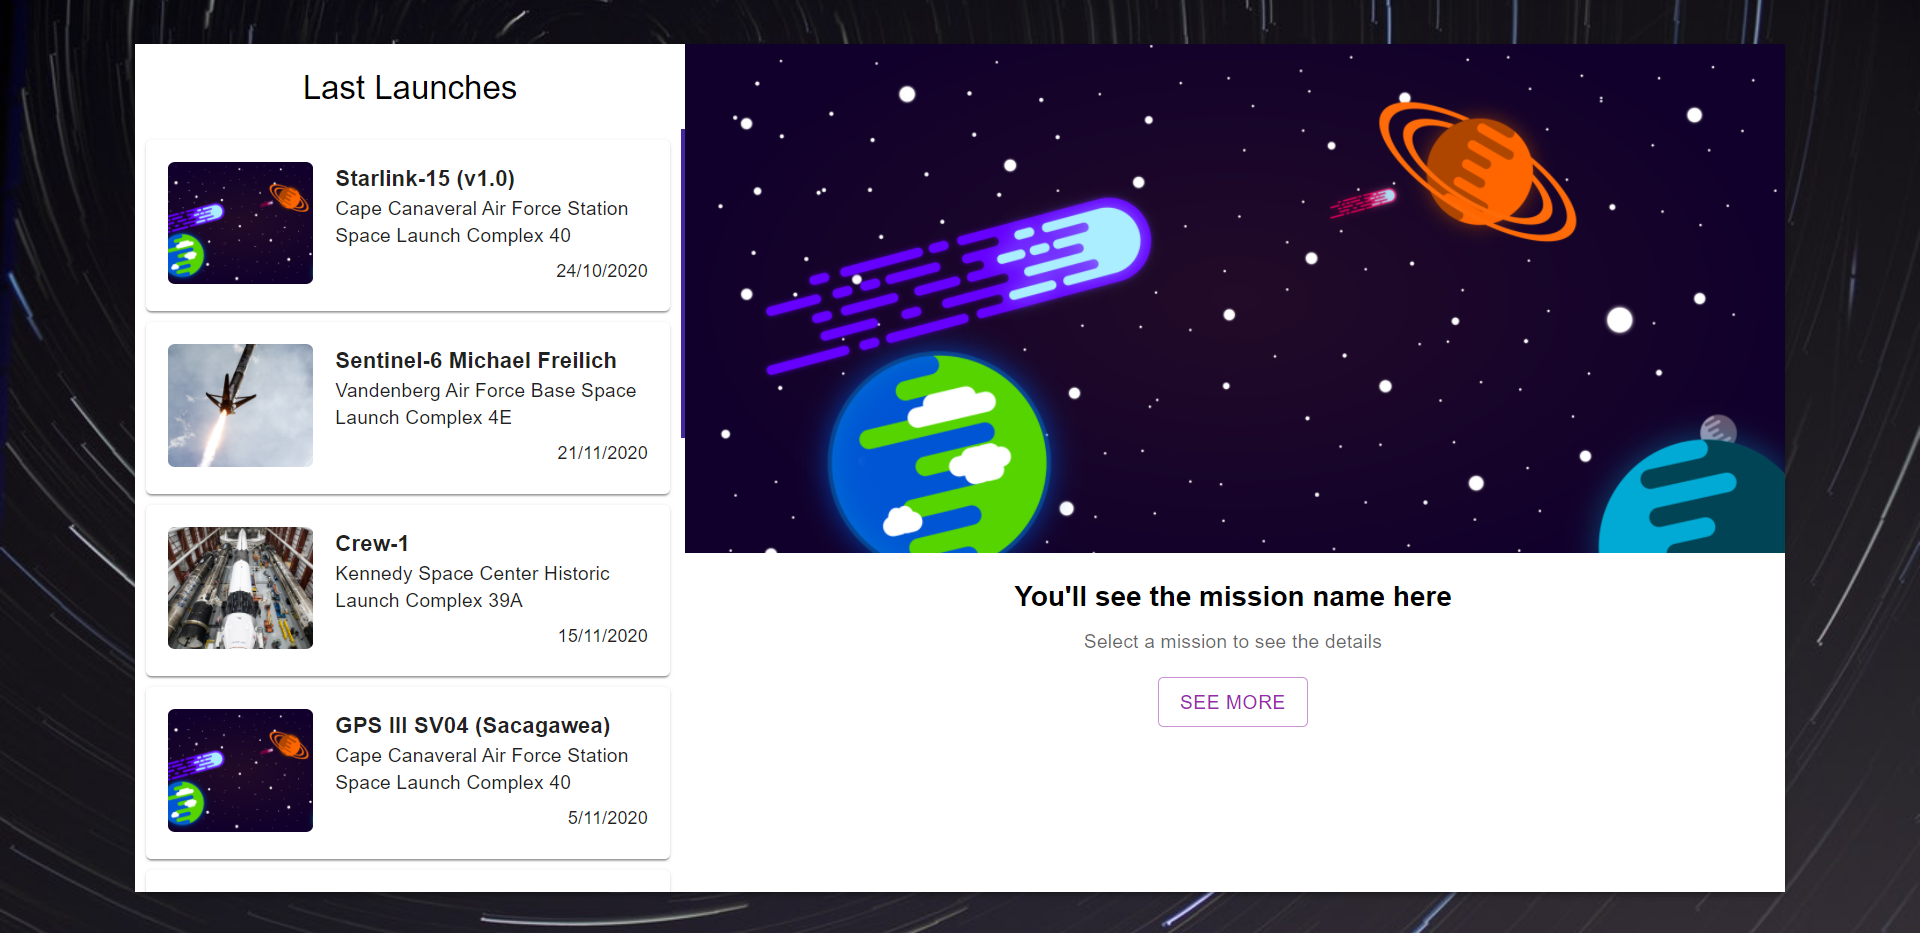 Last Launches
Starlink-15 (v1.0)
Cape Canaveral Air Force Station
Space Launch Complex 40
24/10/2020
Sentinel-6 Michael Freilich
Vandenberg Air Force Base Space
Launch Complex 4E
21/11/2020
Crew-1
Kennedy Space Center Historic
Launch Complex 39A
15/11/2020
GPS III SV04 (Sacagawea)
Cape Canaveral Air Force Station
Space Launch Complex 40
5/11/2020
You'll see the mission name here
Select a mission to see the details
SEE MORE